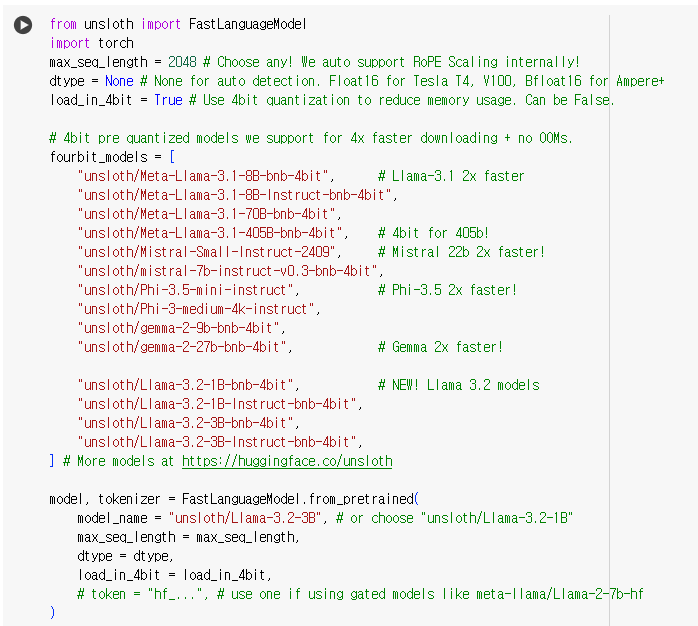 from unsloth import FastLanguageModel
import torch
max_seq_length = 2048 # Choose any! We auto support RoPE Scaling internally!
dtype = None # None for auto detection. Float16 for Tesla T4, V100, Bfloat16 for Ampere+
load_in_4bit = True # Use 4bit quantization to reduce memory usage. Can be False.

# 4bit pre quantized models we support for 4x faster downloading + no OOMs.
fourbit_models = [
    "unsloth/Meta-Llama-3.1-8B-bnb-4bit",      # Llama-3.1 2x faster
    "unsloth/Meta-Llama-3.1-8B-Instruct-bnb-4bit",
    "unsloth/Meta-Llama-3.1-70B-bnb-4bit",
    "unsloth/Meta-Llama-3.1-405B-bnb-4bit",    # 4bit for 405b!
    "unsloth/Mistral-Small-Instruct-2409",     # Mistral 22b 2x faster!
    "unsloth/mistral-7b-instruct-v0.3-bnb-4bit",
    "unsloth/Phi-3.5-mini-instruct",           # Phi-3.5 2x faster!
    "unsloth/Phi-3-medium-4k-instruct",
    "unsloth/gemma-2-9b-bnb-4bit",
    "unsloth/gemma-2-27b-bnb-4bit",            # Gemma 2x faster!

    "unsloth/Llama-3.2-1B-bnb-4bit",           # NEW! Llama 3.2 models
    "unsloth/Llama-3.2-1B-Instruct-bnb-4bit",
    "unsloth/Llama-3.2-3B-bnb-4bit",
    "unsloth/Llama-3.2-3B-Instruct-bnb-4bit",
] # More models at https://huggingface.co/unsloth

model, tokenizer = FastLanguageModel.from_pretrained(
    model_name = "unsloth/Llama-3.2-3B", # or choose "unsloth/Llama-3.2-1B"
    max_seq_length = max_seq_length,
    dtype = dtype,
    load_in_4bit = load_in_4bit,
    # token = "hf_...", # use one if using gated models like meta-llama/Llama-2-7b-hf
)